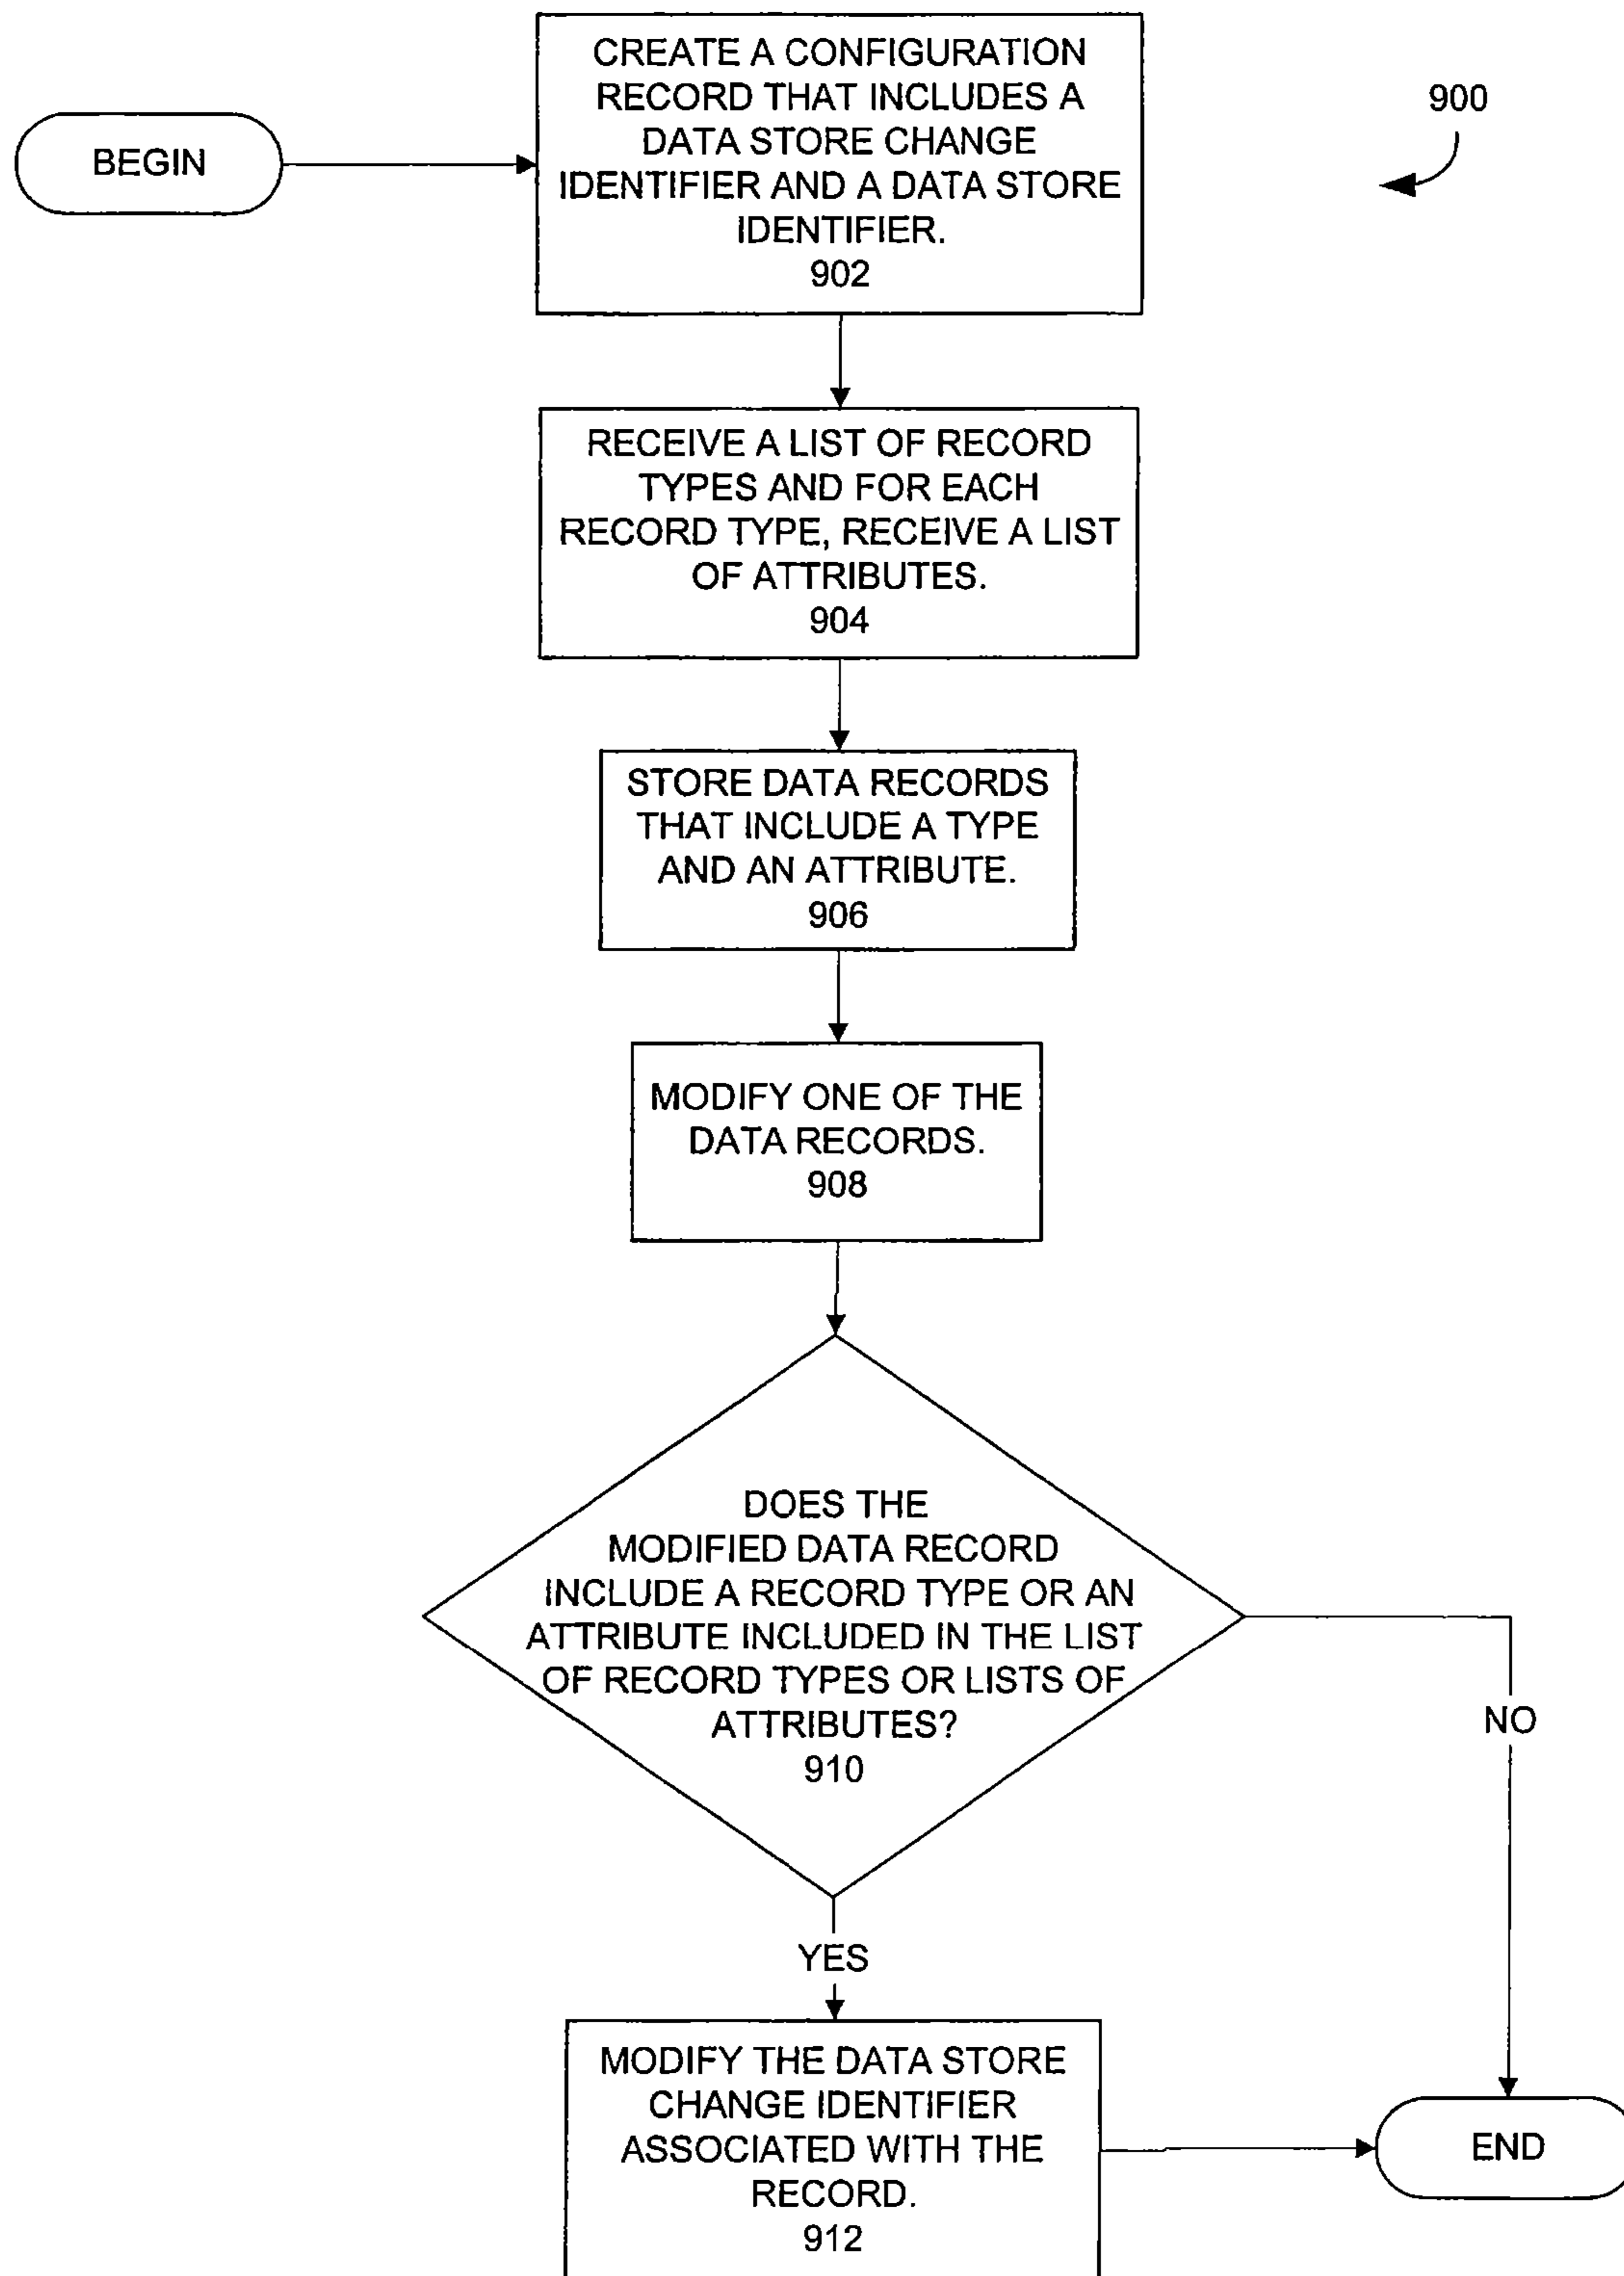 BEGIN
CREATE A CONFIGURATION
RECORD THAT INCLUDES A
DATA STORE CHANGE
IDENTIFIER AND A DATA STORE
IDENTIFIER.
902
900
RECEIVE A LIST OF RECORD
TYPES AND FOR EACH
RECORD TYPE, RECEIVE A LIST
OF ATTRIBUTES.
904
STORE DATA RECORDS
THAT INCLUDE A TYPE
AND AN ATTRIBUTE.
906
MODIFY ONE OF THE
DATA RECORDS.
908
DOES THE
MODIFIED DATA RECORD
INCLUDE A RECORD TYPE OR AN
ATTRIBUTE INCLUDED IN THE LIST
OF RECORD TYPES OR LISTS OF
ATTRIBUTES?
910
NO
YES
MODIFY THE DATA STORE
CHANGE IDENTIFIER
ASSOCIATED WITH THE
RECORD.
912
END